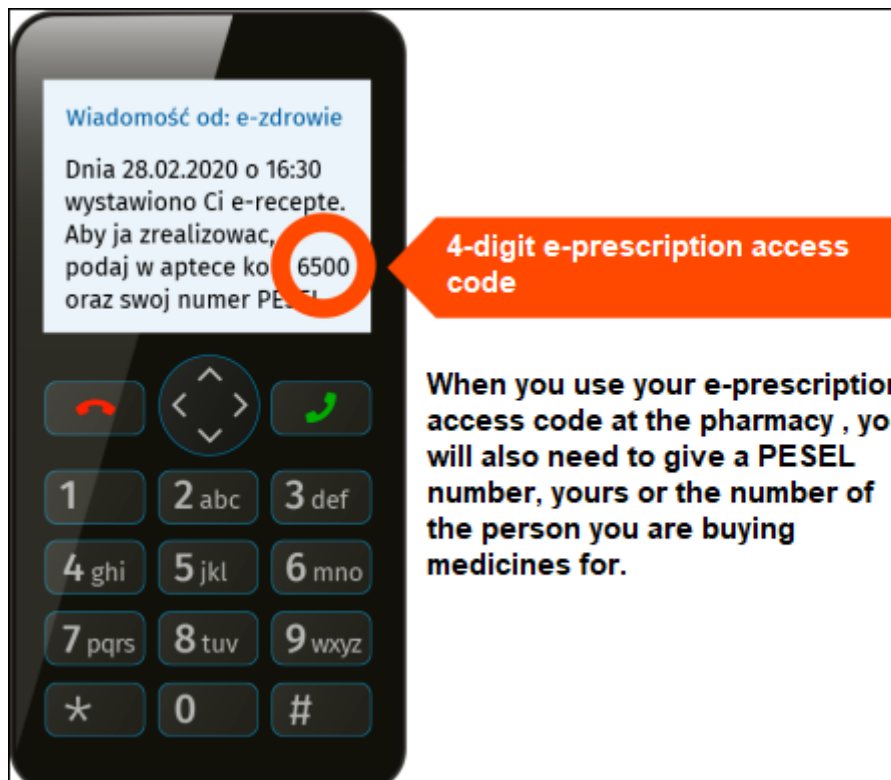 Wiadomość od: e-zdrowie
Dnia 28.02.2020 o 16:30
wystawiono Ci e-recepte.
Aby ja zrealizowac,
podaj w aptece ko 6500
oraz swoj numer PESEL
4-digit e-prescription access
code
When you use your e-prescription
access code at the pharmacy , yo
will also need to give a PESEL
number, yours or the number of
the person you are buying
medicines for.
1
2 abc
3 def
4 ghi
5 jkl
6 mno
7 pqrs
8 tuv
9 wxyz
*
0
#